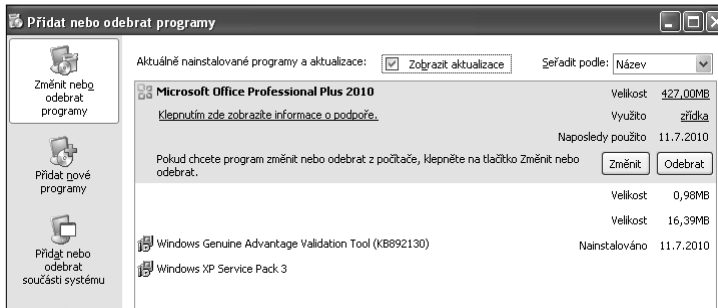 Přidat nebo odebrat programy
Změnit nebo
odebrat
programy
Přidat nové
programy
Přidat nebo
odebrat
součásti systému
Aktuálně nainstalované programy a aktualizace:
Zobrazit aktualizace
Seřadit podle:
Název
Microsoft Office Professional Plus 2010
Velikost 427,00MB
Klepnutím zde zobrazíte informace o podpoře.
Využito zřídka
Naposledy použito 11.7.2010
Pokud chcete program změnit nebo odebrat z počítače, klepněte na tlačítko Změnit nebo
odebrat.
Změnit
Odebrat
Velikost 0,98MB
Velikost 16,39MB
Windows Genuine Advantage Validation Tool (KB892130)
Nainstalováno 11.7.2010
Windows XP Service Pack 3